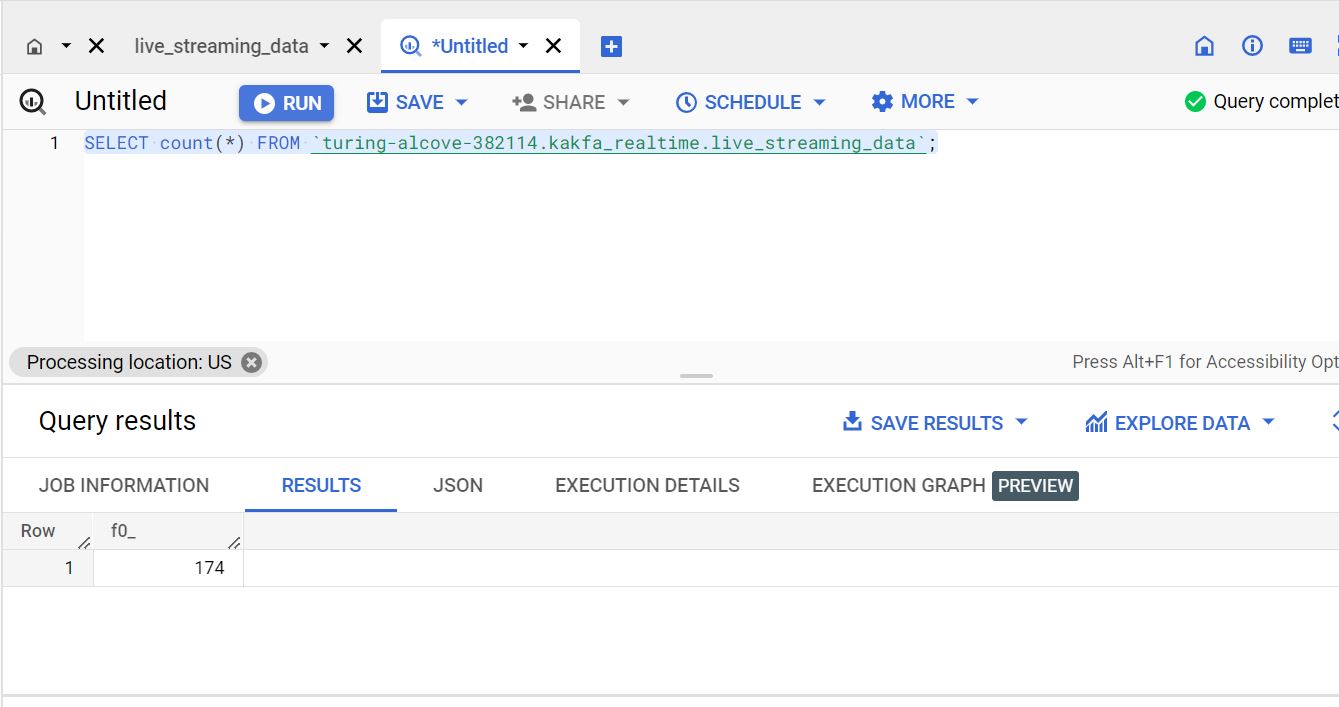 live_streaming_data
*Untitled
Untitled
RUN
SAVE
SHARE
SCHEDULE
MORE
Query complet
1 SELECT count(*) FROM `turing-alcove-382114.kakfa_realtime.live_streaming_data`;
Processing location: US
Press Alt+F1 for Accessibility Opt
Query results
SAVE RESULTS
EXPLORE DATA
JOB INFORMATION
RESULTS
JSON
EXECUTION DETAILS
EXECUTION GRAPH PREVIEW
Row f0_
1 174